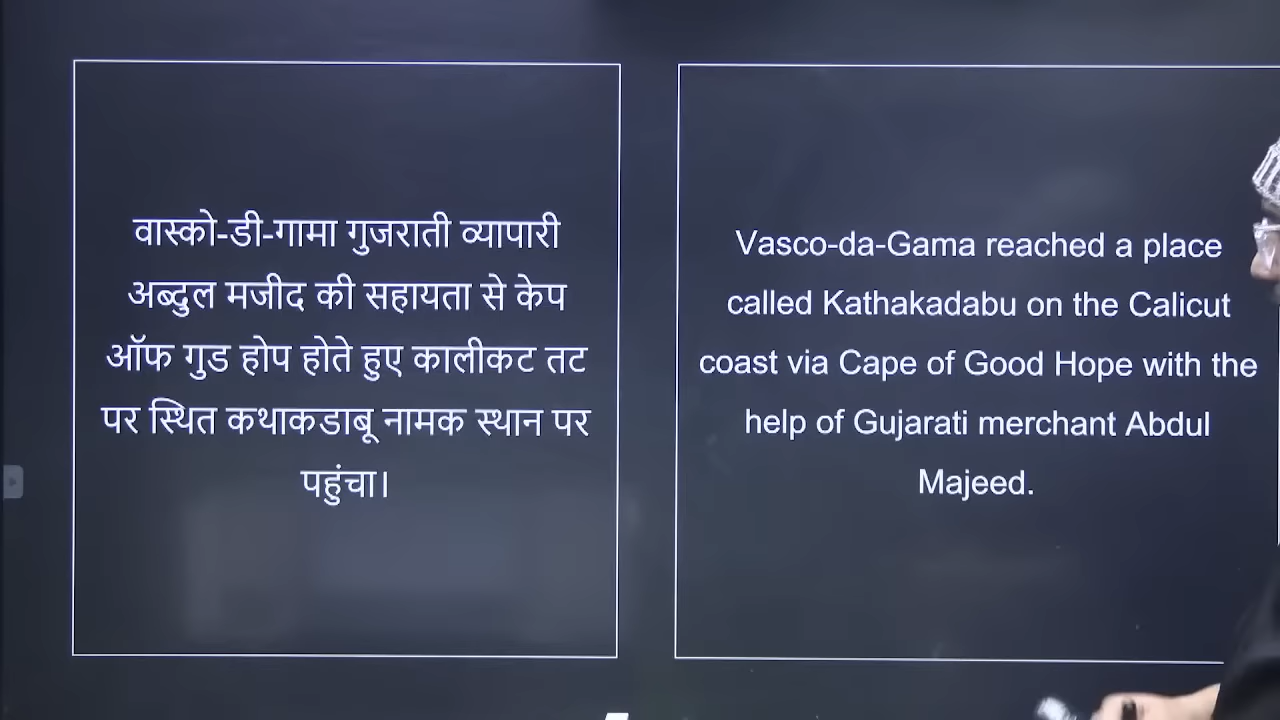 वास्को-डी-गामा गुजराती व्यापारी
अब्दुल मजीद की सहायता से केप
ऑफ गुड होप होते हुए कालीकट तट
पर स्थित कथाकडाबू नामक स्थान पर
पहुंचा।
Vasco-da-Gama reached a place
called Kathakadabu on the Calicut
coast via Cape of Good Hope with the
help of Gujarati merchant Abdul
Majeed.